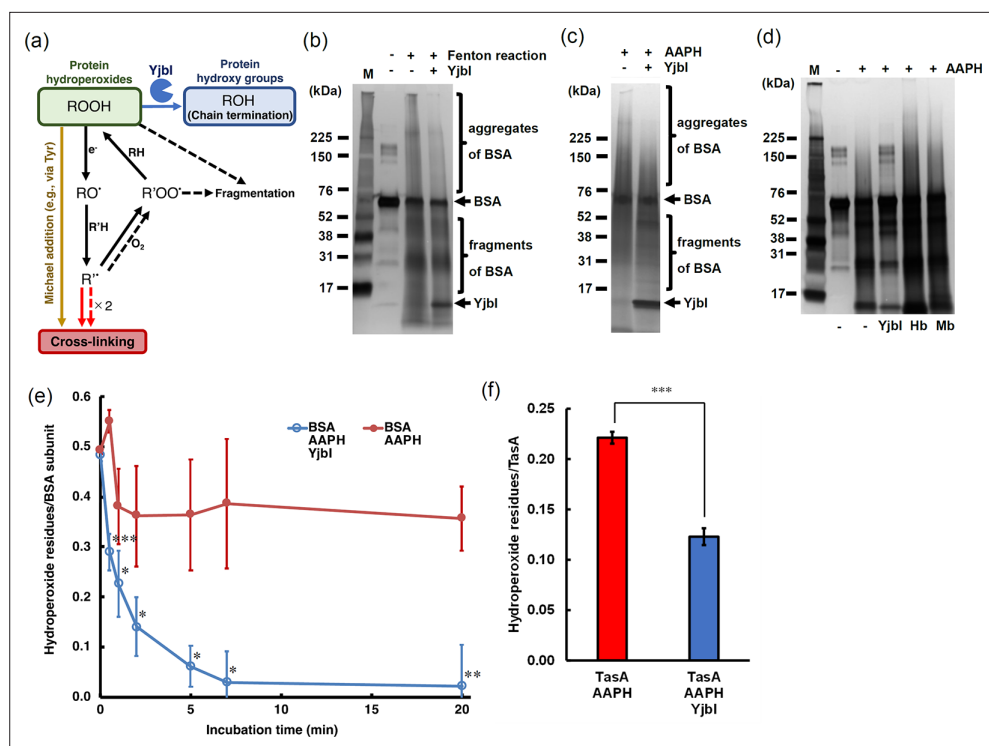 (a)
Protein hydroperoxides
YjbI
Protein hydroxy groups
ROOH
ROH
(Chain termination)
Michael addition (e.g., via Tyr)
e-
RH
RO•
R'OO•
Fragmentation
R'H
O2
R'•
×2
Cross-linking
(b)
- + + Fenton reaction
M - - + YjbI
(kDa)
225
150
76
52
38
31
17
aggregates of BSA
BSA
fragments of BSA
YjbI
(c)
+ + AAPH
- + YjbI
(kDa)
225
150
76
52
38
31
17
aggregates of BSA
BSA
fragments of BSA
YjbI
(d)
M - + + + + AAPH
(kDa)
225
150
76
52
38
31
17
- - YjbI Hb Mb
(e)
Hydroperoxide residues/BSA subunit
0.6
0.5
0.4
0.3
0.2
0.1
0.0
BSA
AAPH
YjbI
BSA
AAPH
***
*
*
*
*
**
0 5 10 15 20
Incubation time (min)
(f)
***
Hydroperoxide residues/TasA
0.25
0.20
0.15
0.10
0.05
0.00
TasA
AAPH
TasA
AAPH
YjbI